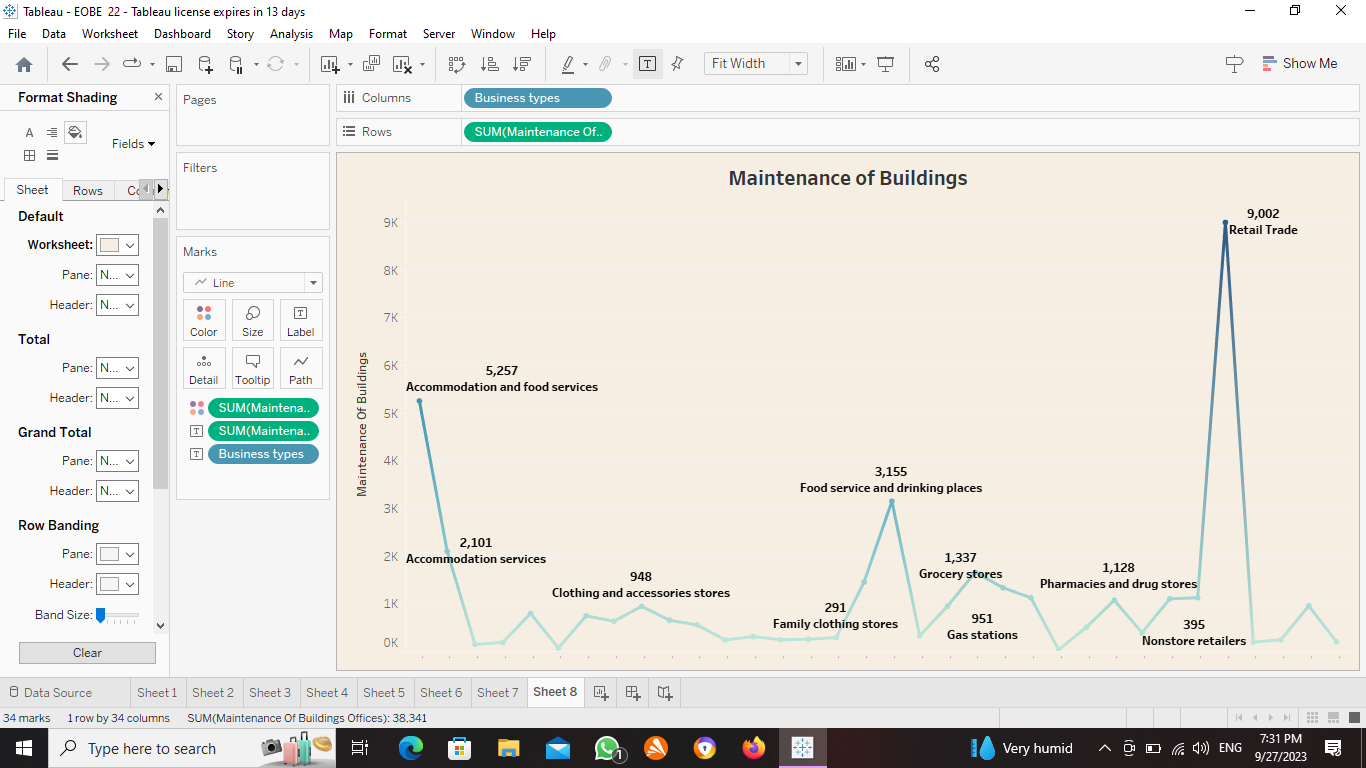 Tableau - EOBE 22 - Tableau license expires in 13 days
File Data Worksheet Dashboard Story Analysis Map Format Server Window Help
Fit Width
Show Me
Format Shading
Fields
Sheet Rows
Default
Worksheet:
Pane: N...
Header: N...
Total
Pane: N...
Header: N...
Grand Total
Pane: N...
Header: N...
Row Banding
Pane:
Header:
Band Size:
Clear
Pages
Filters
Marks
Line
Color Size Label
Detail Tooltip Path
SUM(Maintena..
SUM(Maintena..
Business types
Columns Business types
Rows SUM(Maintenance Of..
Maintenance of Buildings
Maintenance Of Buildings
9K
8K
7K
6K
5K
4K
3K
2K
1K
0K
9,002
Retail Trade
5,257
Accommodation and food services
3,155
Food service and drinking places
2,101
Accommodation services
948
Clothing and accessories stores
1,337
Grocery stores
1,128
Pharmacies and drug stores
291
Family clothing stores
951
Gas stations
395
Nonstore retailers
Data Source Sheet 1 Sheet 2 Sheet 3 Sheet 4 Sheet 5 Sheet 6 Sheet 7 Sheet 8
34 marks 1 row by 34 columns SUM(Maintenance Of Buildings Offices): 38,341
Type here to search
1
Very humid
ENG
7:31 PM
9/27/2023